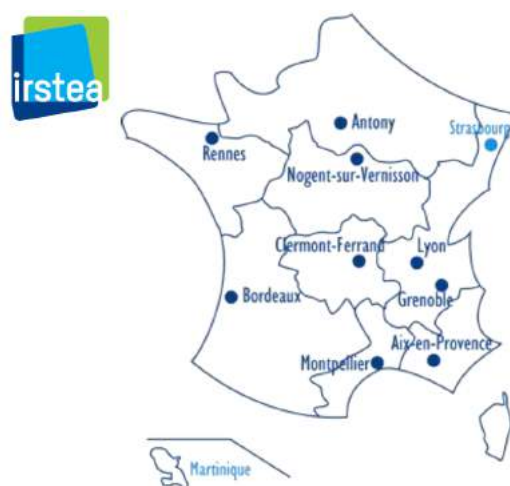 irstea
Antony
Strasbourg
Rennes
Nogent-sur-Vernisson
Clermont-Ferrand
Lyon
Grenoble
Bordeaux
Aix-en-Provence
Montpellier
Martinique